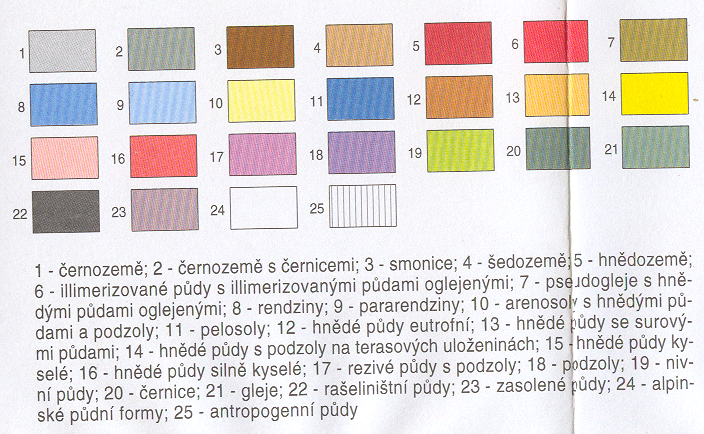 1 2 3 4 5 6 7
8 9 10 11 12 13 14
15 16 17 18 19 20 21
22 23 24 25
1 - černozemě; 2 - černozemě s černicemi; 3 - smonice; 4 - šedozemě; 5 - hnědozemě;
6 - illimerizované půdy s illimerizovanými půdami oglejenými; 7 - pseudogleje s hně-
dými půdami oglejenými; 8 - rendziny; 9 - pararendziny; 10 - arenosoly s hnědými pů-
dami a podzoly; 11 - pelosoly; 12 - hnědé půdy eutrofní; 13 - hnědé půdy se surový-
mi půdami; 14 - hnědé půdy s podzoly na terasových uloženinách; 15 - hnědé půdy ky-
selé; 16 - hnědé půdy silně kyselé; 17 - rezivé půdy s podzoly; 18 - podzoly; 19 - niv-
ní půdy; 20 - černice; 21 - gleje; 22 - rašeliništní půdy; 23 - zasolené půdy; 24 - alpin-
ské půdní formy; 25 - antropogenní půdy